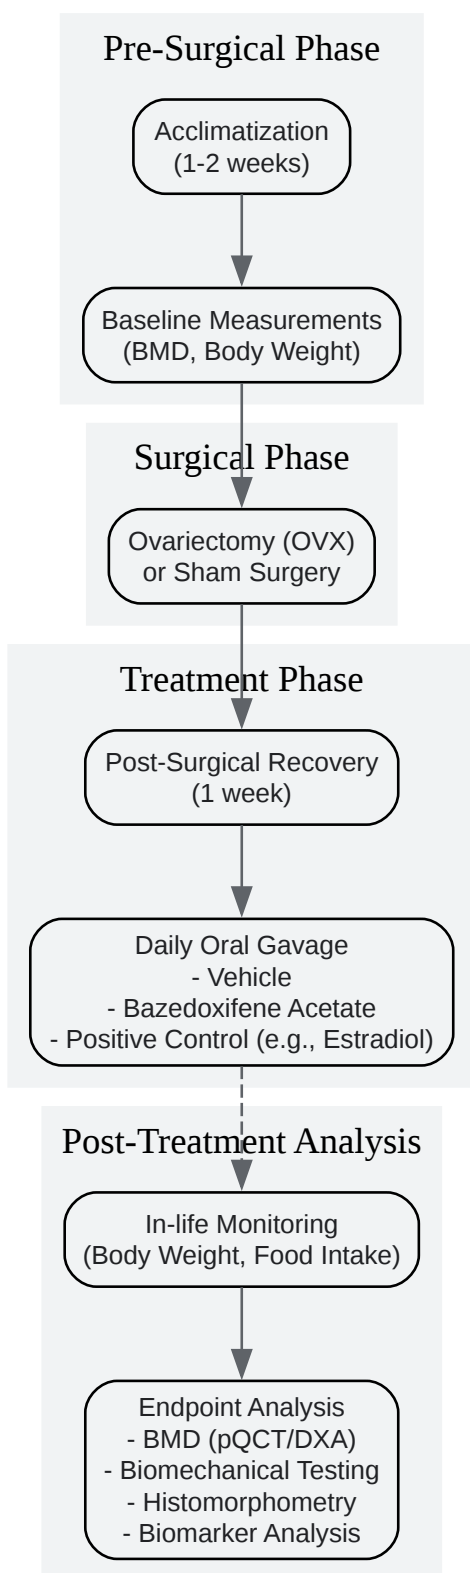 Pre-Surgical Phase
Acclimatization
(1-2 weeks)
Baseline Measurements
(BMD, Body Weight)
Surgical Phase
Ovariectomy (OVX)
or Sham Surgery
Treatment Phase
Post-Surgical Recovery
(1 week)
Daily Oral Gavage
- Vehicle
- Bazedoxifene Acetate
- Positive Control (e.g., Estradiol)
Post-Treatment Analysis
In-life Monitoring
(Body Weight, Food Intake)
Endpoint Analysis
- BMD (pQCT/DXA)
- Biomechanical Testing
- Histomorphometry
- Biomarker Analysis